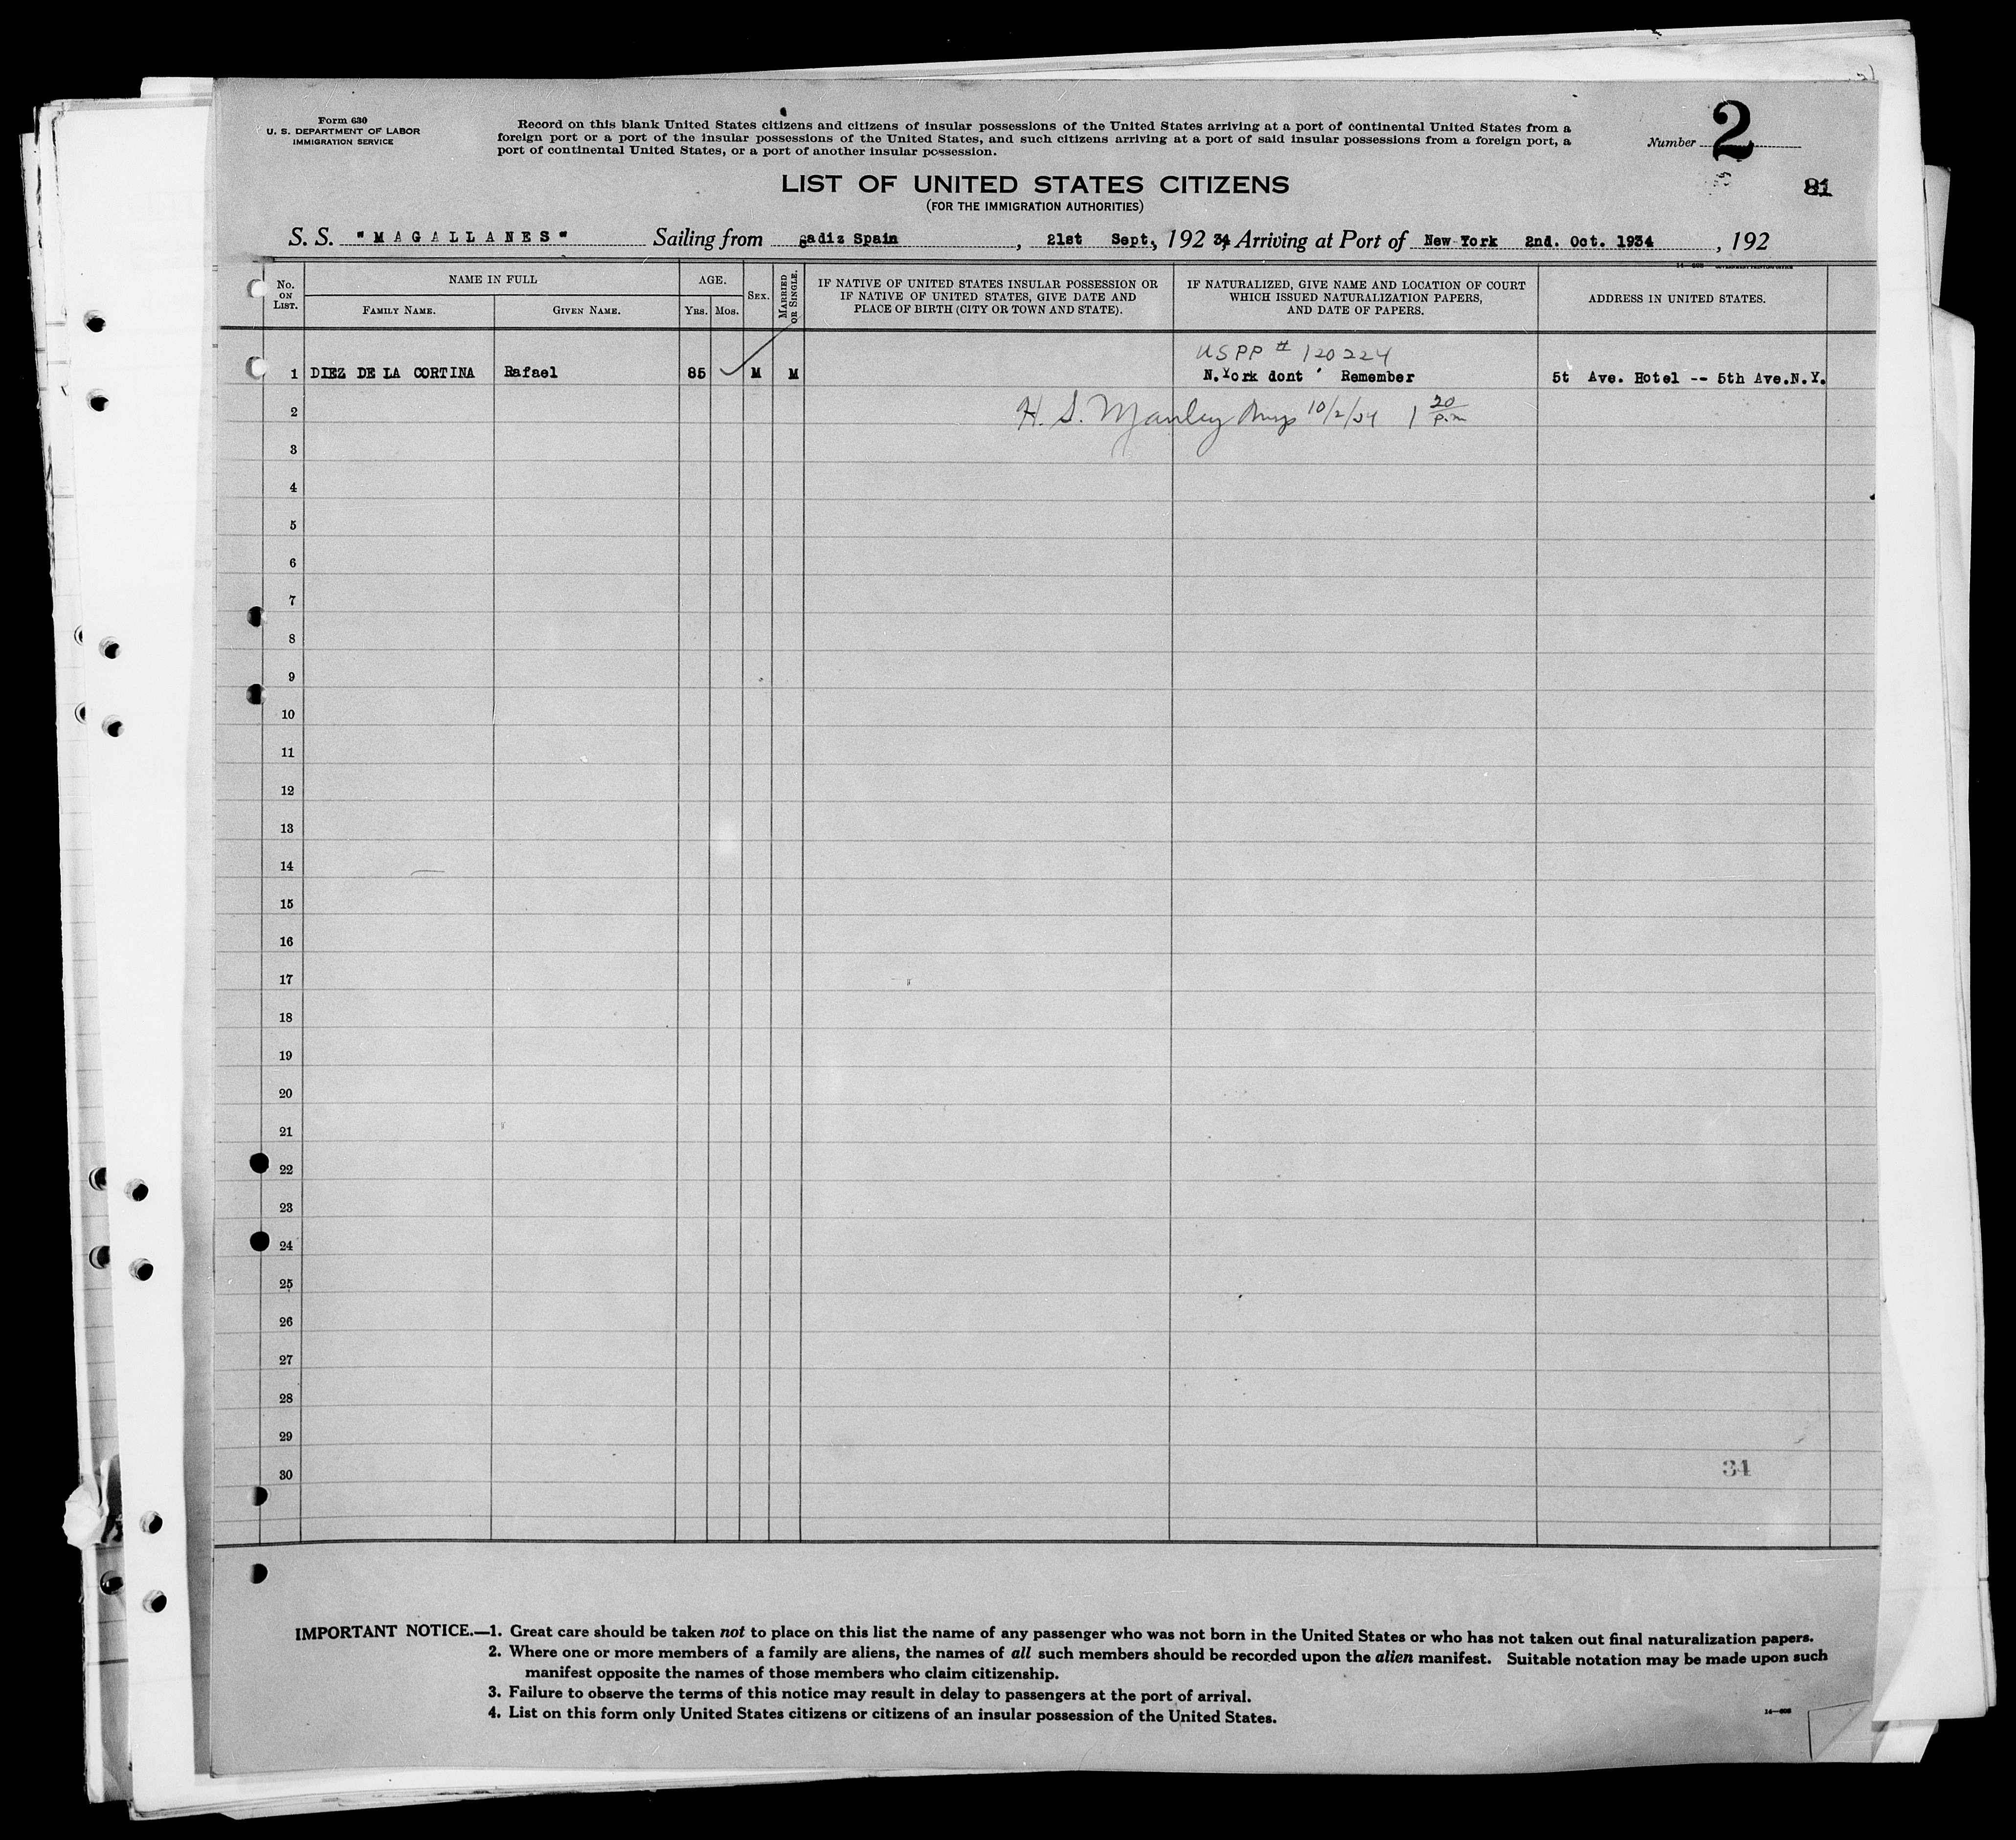 Form 630
U. S. DEPARTMENT OF LABOR
IMMIGRATION SERVICE
Record on this blank United States citizens and citizens of insular possessions of the United States arriving at a port of continental United States from a
foreign port or a port of the insular possessions of the United States, and such citizens arriving at a port of said insular possessions from a foreign port, a
port of continental United States, or a port of another insular possession.
Number 2
81
LIST OF UNITED STATES CITIZENS
(FOR THE IMMIGRATION AUTHORITIES)
S. S. "MAGALLANES" Sailing from gadiz Spain, 21st Sept, 192 34 Arriving at Port of New York 2nd. Oct. 1934, 192
No. ON LIST.
NAME IN FULL
FAMILY NAME.
GIVEN NAME.
AGE.
YRS.
MOS.
SEX.
MARRIED OR SINGLE.
IF NATIVE OF UNITED STATES INSULAR POSSESSION OR
IF NATIVE OF UNITED STATES, GIVE DATE AND
PLACE OF BIRTH (CITY OR TOWN AND STATE).
IF NATURALIZED, GIVE NAME AND LOCATION OF COURT
WHICH ISSUED NATURALIZATION PAPERS,
AND DATE OF PAPERS.
ADDRESS IN UNITED STATES.
USPP # 120224
1 DIEZ DE LA CORTINA Rafael 85 M M N.York dont ' Remember 5t Ave. Hotel -- 5th Ave.N.Y.
2 H. S. Manley 10/2/34 1 20/p.m
3
4
5
6
7
8
9
10
11
12
13
14
15
16
17
18
19
20
21
22
23
24
25
26
27
28
29
30
34
IMPORTANT NOTICE.—1. Great care should be taken not to place on this list the name of any passenger who was not born in the United States or who has not taken out final naturalization papers.
2. Where one or more members of a family are aliens, the names of all such members should be recorded upon the alien manifest. Suitable notation may be made upon such
manifest opposite the names of those members who claim citizenship.
3. Failure to observe the terms of this notice may result in delay to passengers at the port of arrival.
4. List on this form only United States citizens or citizens of an insular possession of the United States.